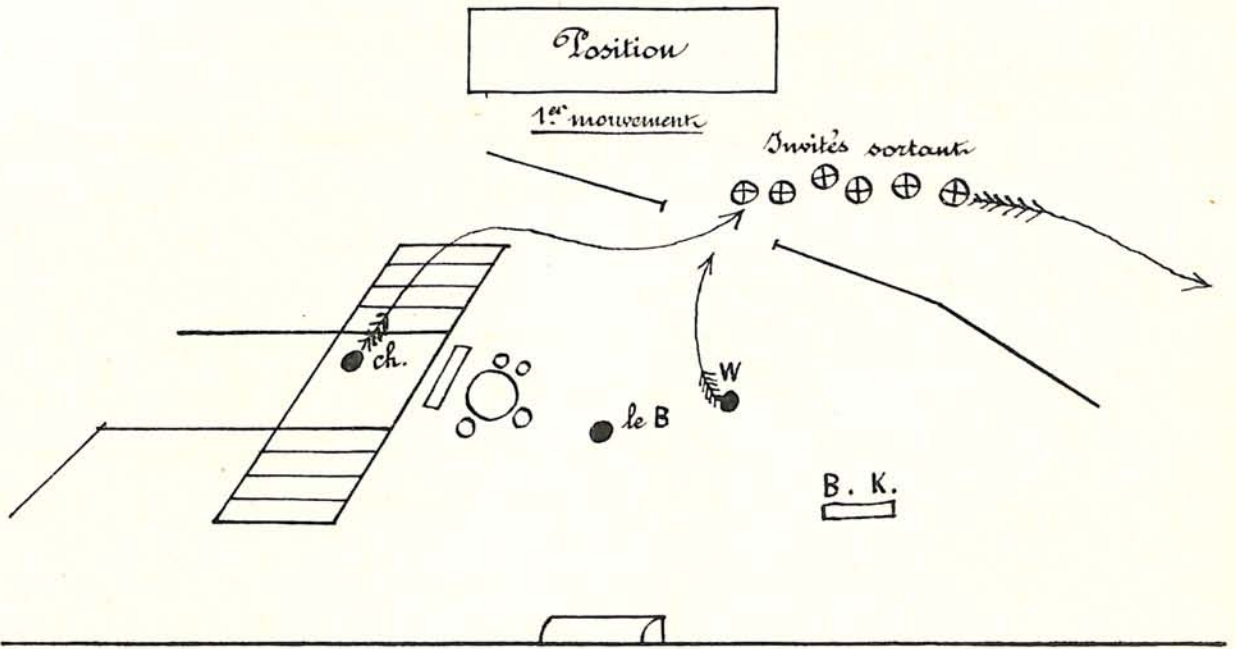 Position
1er mouvement
Invités sortant
ch.
W
le B
B. K.